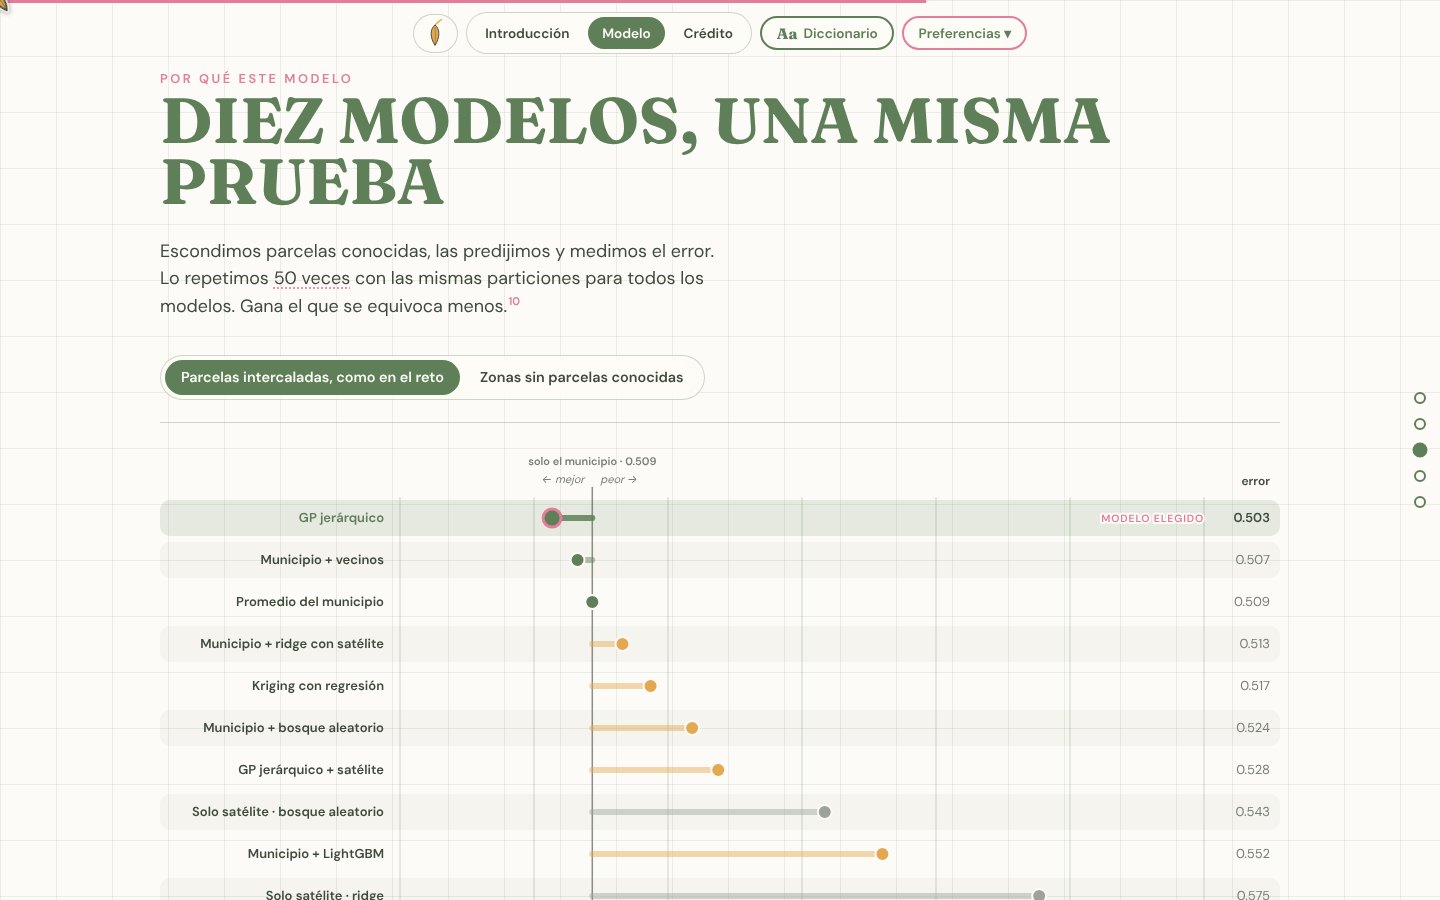 Introducción Modelo Crédito Aa Diccionario Preferencias ▾
POR QUÉ ESTE MODELO
DIEZ MODELOS, UNA MISMA
PRUEBA
Escondimos parcelas conocidas, las predijimos y medimos el error.
Lo repetimos 50 veces con las mismas particiones para todos los
modelos. Gana el que se equivoca menos.10
Parcelas intercaladas, como en el reto Zonas sin parcelas conocidas
solo el municipio · 0.509
← mejor peor →
error
GP jerárquico MODELO ELEGIDO 0.503
Municipio + vecinos 0.507
Promedio del municipio 0.509
Municipio + ridge con satélite 0.513
Kriging con regresión 0.517
Municipio + bosque aleatorio 0.524
GP jerárquico + satélite 0.528
Solo satélite · bosque aleatorio 0.543
Municipio + LightGBM 0.552
Solo satélite · ridge 0.575